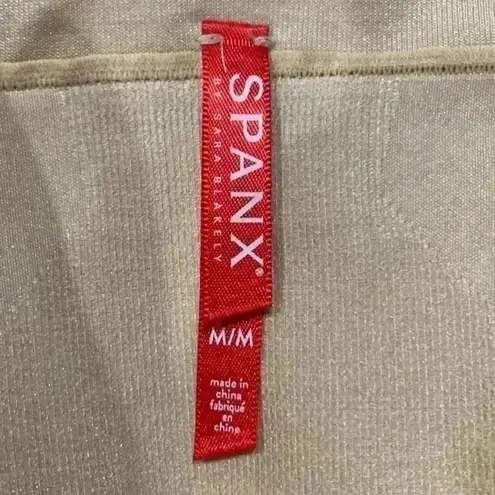 SPANX®
BY SARA BLAKELY
M/M
made in
china
fabriqué
en chine